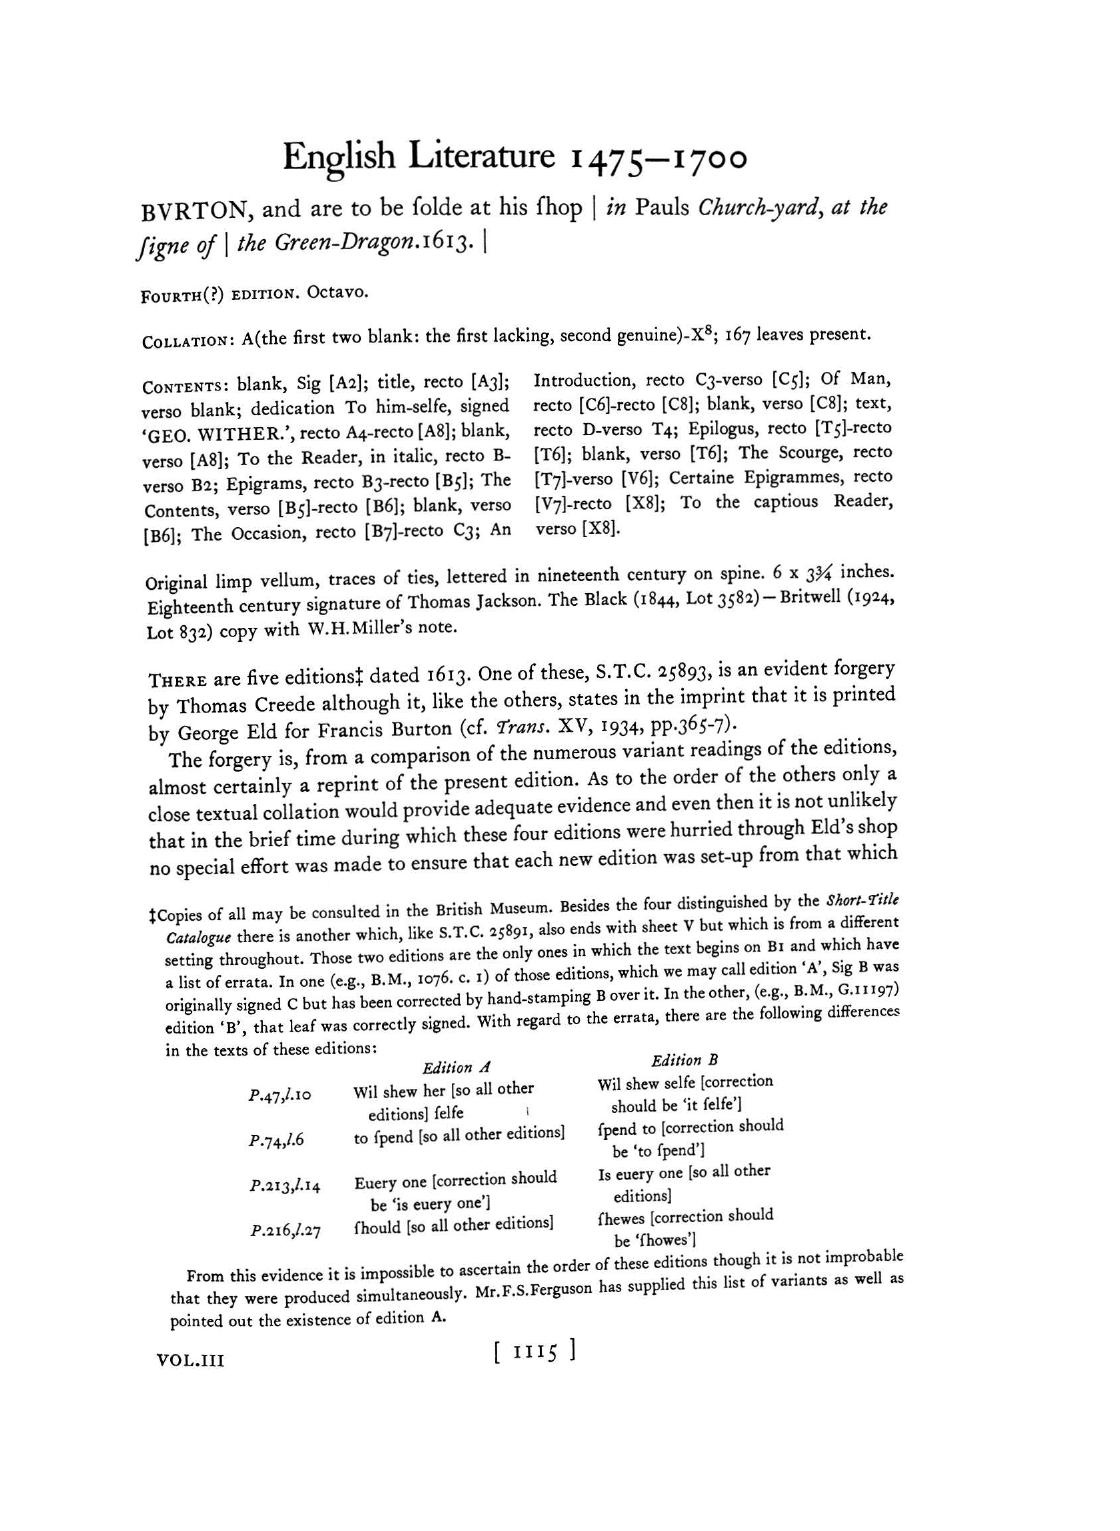 English Literature 1475–1700
BVRTON, and are to be ſolde at his ſhop | in Pauls Church-yard, at the
ſigne of | the Green-Dragon.1613. |
FOURTH(?) EDITION. Octavo.
COLLATION: A(the first two blank: the first lacking, second genuine)-X⁸; 167 leaves present.
CONTENTS: blank, Sig [A2]; title, recto [A3];
verso blank; dedication To him-selfe, signed
‘GEO. WITHER.’, recto A4-recto [A8]; blank,
verso [A8]; To the Reader, in italic, recto B-
verso B2; Epigrams, recto B3-recto [B5]; The
Contents, verso [B5]-recto [B6]; blank, verso
[B6]; The Occasion, recto [B7]-recto C3; An
Introduction, recto C3-verso [C5]; Of Man,
recto [C6]-recto [C8]; blank, verso [C8]; text,
recto D-verso T4; Epilogus, recto [T5]-recto
[T6]; blank, verso [T6]; The Scourge, recto
[T7]-verso [V6]; Certaine Epigrammes, recto
[V7]-recto [X8]; To the captious Reader,
verso [X8].
Original limp vellum, traces of ties, lettered in nineteenth century on spine. 6 x 3¾ inches.
Eighteenth century signature of Thomas Jackson. The Black (1844, Lot 3582) — Britwell (1924,
Lot 832) copy with W.H.Miller's note.
THERE are five editions‡ dated 1613. One of these, S.T.C. 25893, is an evident forgery
by Thomas Creede although it, like the others, states in the imprint that it is printed
by George Eld for Francis Burton (cf. Trans. XV, 1934, pp.365-7).
The forgery is, from a comparison of the numerous variant readings of the editions,
almost certainly a reprint of the present edition. As to the order of the others only a
close textual collation would provide adequate evidence and even then it is not unlikely
that in the brief time during which these four editions were hurried through Eld's shop
no special effort was made to ensure that each new edition was set-up from that which
‡Copies of all may be consulted in the British Museum. Besides the four distinguished by the Short-Title
Catalogue there is another which, like S.T.C. 25891, also ends with sheet V but which is from a different
setting throughout. Those two editions are the only ones in which the text begins on B1 and which have
a list of errata. In one (e.g., B.M., 1076. c. 1) of those editions, which we may call edition ‘A’, Sig B was
originally signed C but has been corrected by hand-stamping B over it. In the other, (e.g., B.M., G.11197)
edition ‘B’, that leaf was correctly signed. With regard to the errata, there are the following differences
in the texts of these editions:
Edition A Edition B
P.47,l.10 Wil shew her [so all other Wil shew selfe [correction
editions] ſelfe should be ‘it ſelfe’]
P.74,l.6 to ſpend [so all other editions] ſpend to [correction should
be ‘to ſpend’]
P.213,l.14 Euery one [correction should Is euery one [so all other
be ‘is euery one’] editions]
P.216,l.27 ſhould [so all other editions] ſhewes [correction should
be ‘ſhowes’]
From this evidence it is impossible to ascertain the order of these editions though it is not improbable
that they were produced simultaneously. Mr.F.S.Ferguson has supplied this list of variants as well as
pointed out the existence of edition A.
VOL.III [ 1115 ]